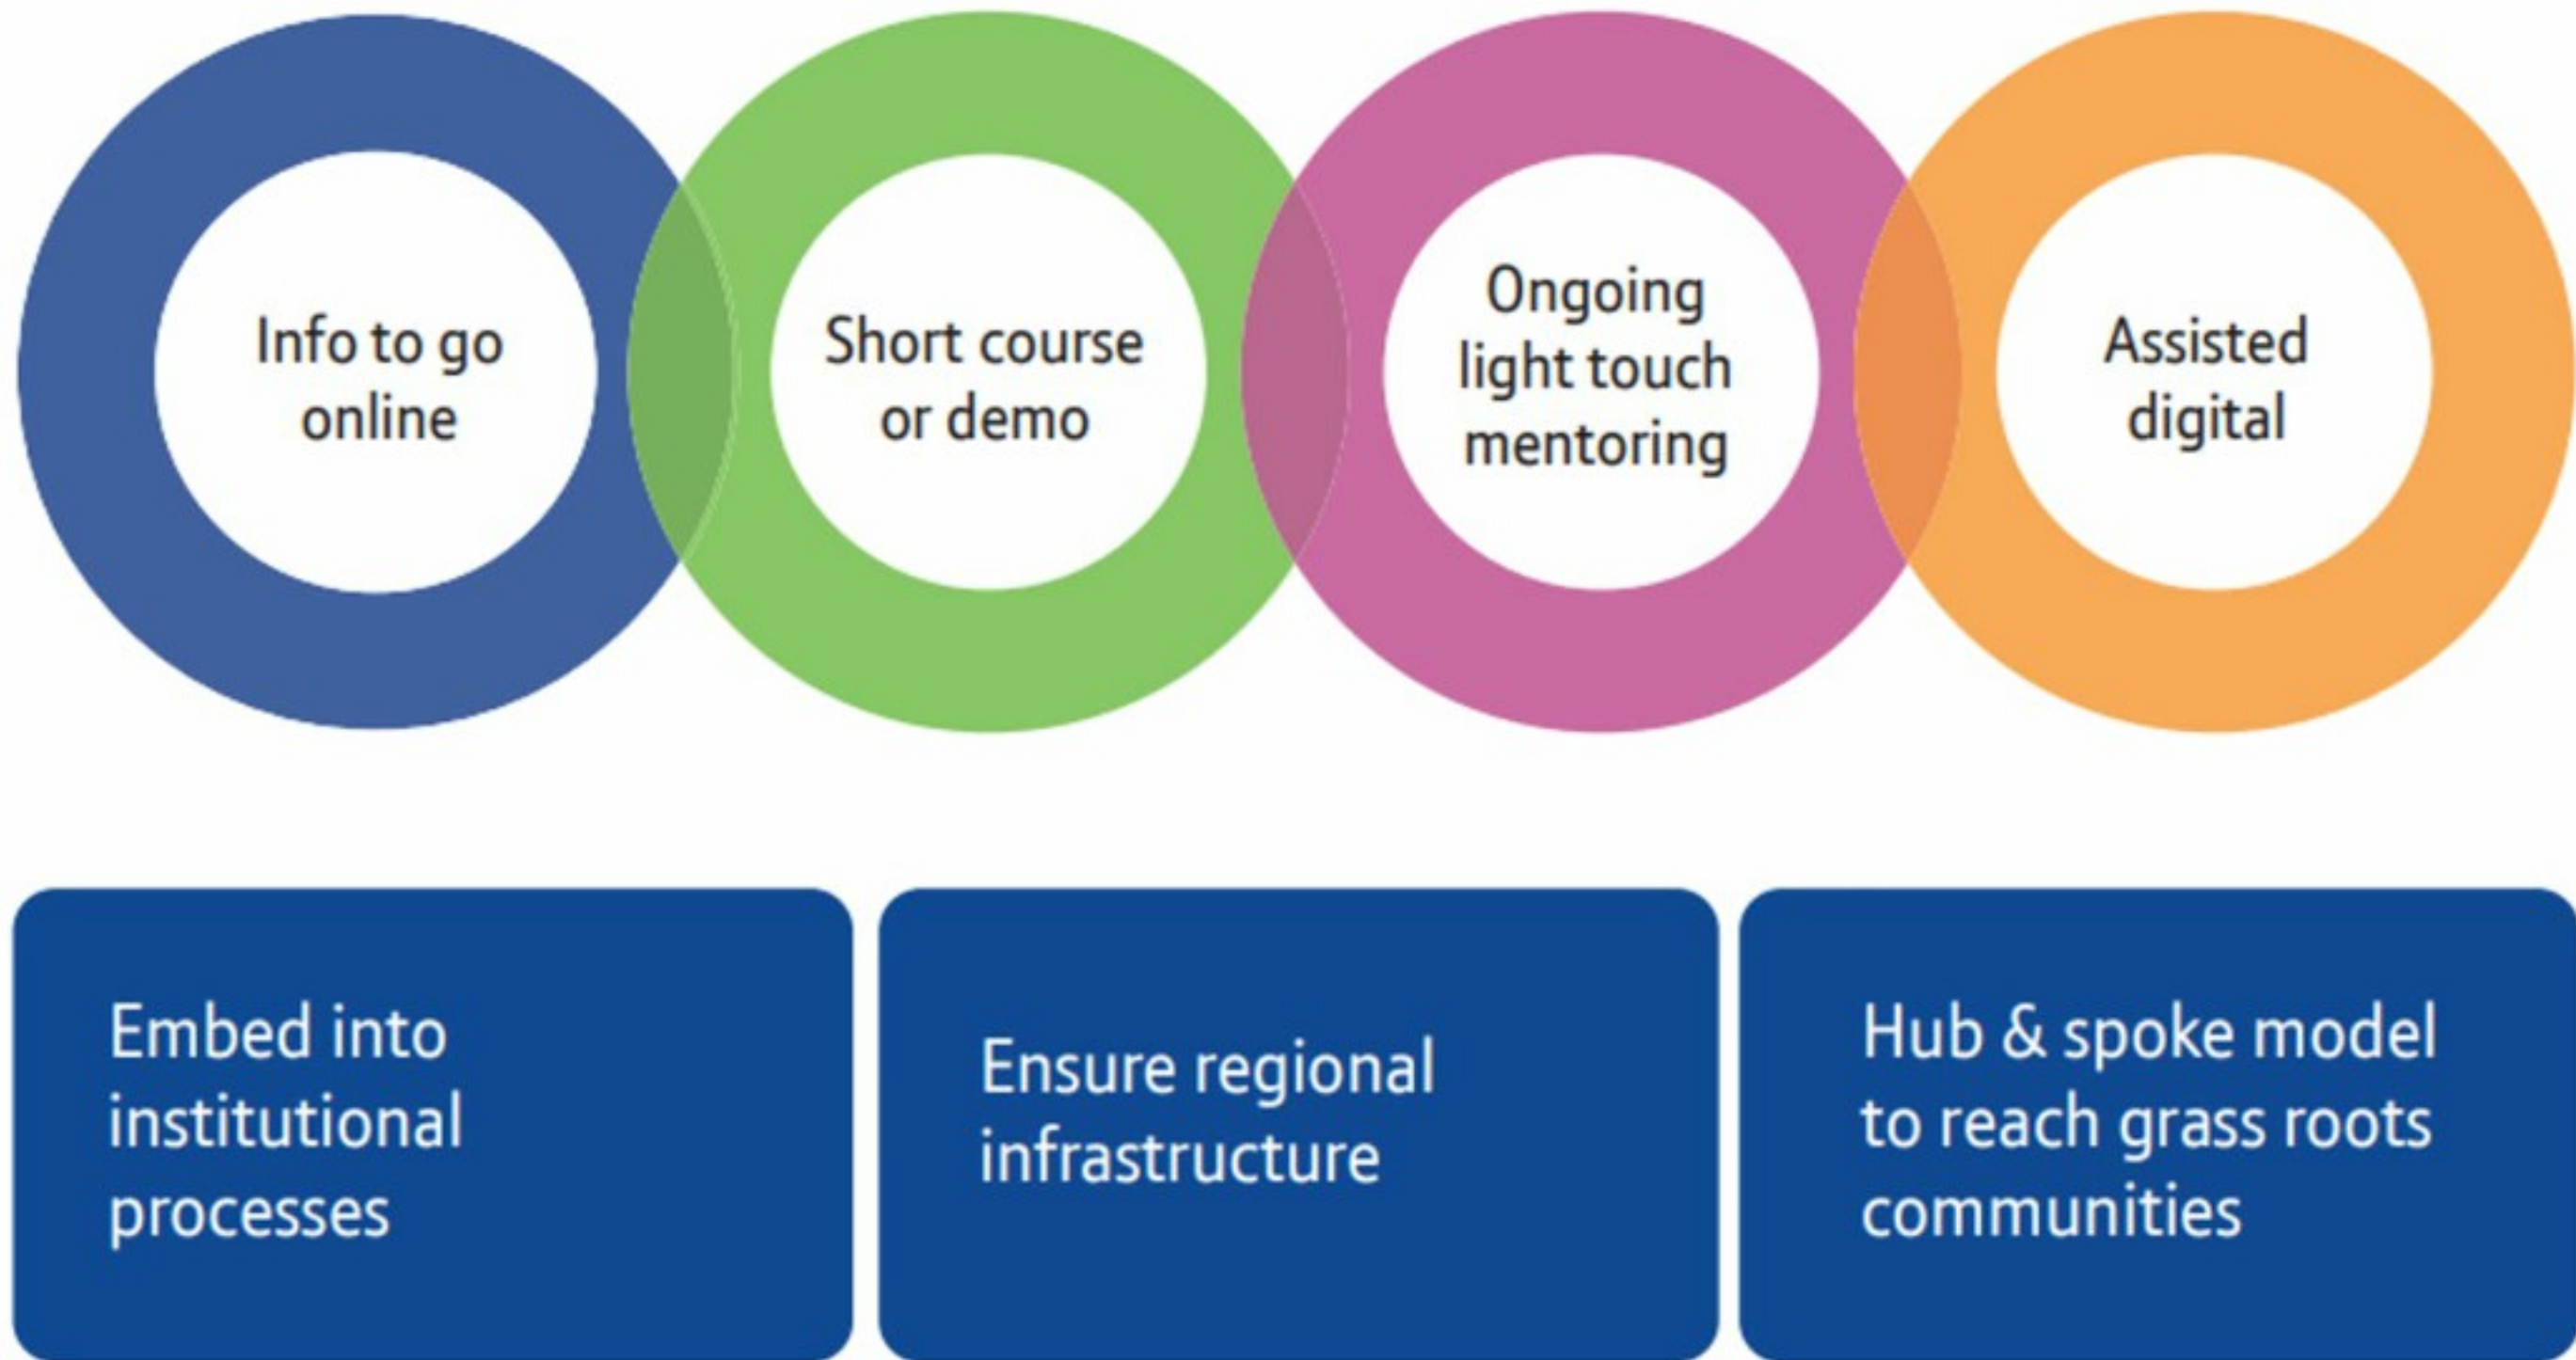 Info to go
online
Short course
or demo
Ongoing
light touch
mentoring
Assisted
digital
Embed into
institutional
processes
Ensure regional
infrastructure
Hub & spoke model
to reach grass roots
communities